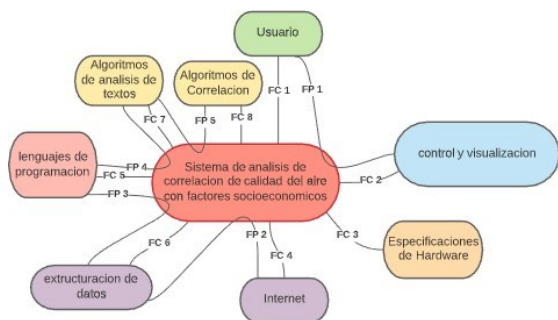 Usuario
Algoritmos
de analisis de
textos
Algoritmos de
Correlacion
FC 7
FP 5
FC 8
FC 1
FP 1
lenguajes de
programacion
FP 4
FC 5
FP 3
Sistema de analisis de
correlacion de calidad del aire
con factores socioeconomicos
control y visualizacion
FC 2
FC 6
FP 2
FC 4
FC 3
Especificaciones
de Hardware
extructuracion de
datos
Internet